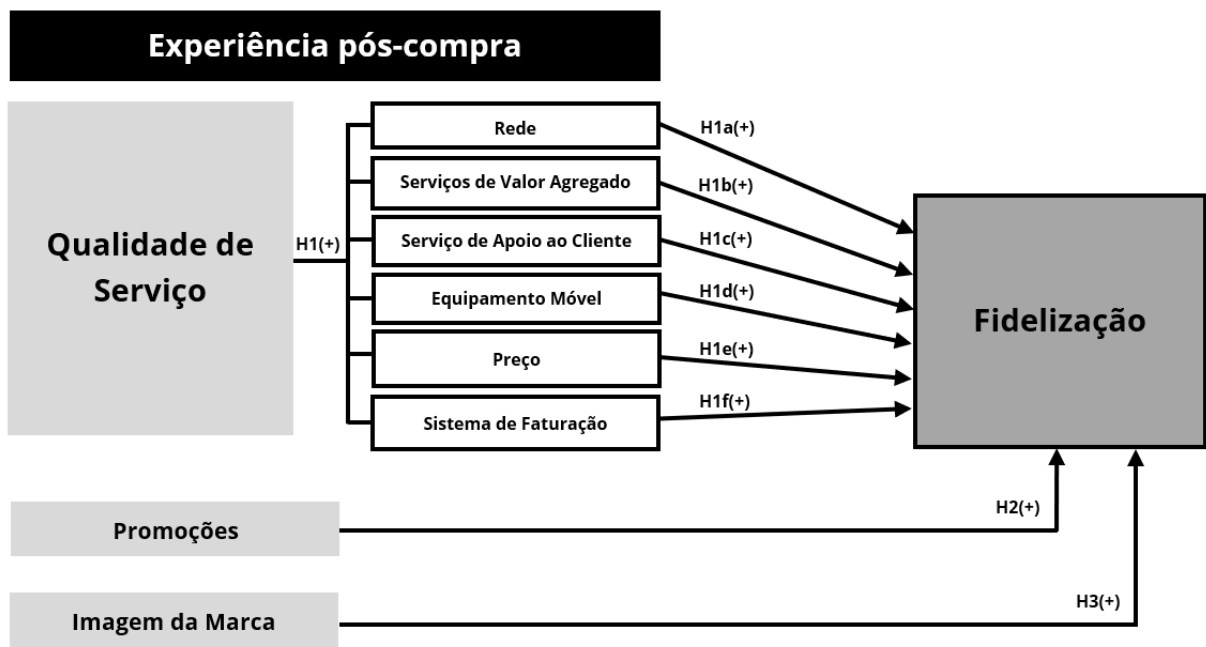 Experiência pós-compra
Qualidade de
Serviço
H1(+)
Rede
Serviços de Valor Agregado
Serviço de Apoio ao Cliente
Equipamento Móvel
Preço
Sistema de Faturação
H1a(+)
H1b(+)
H1c(+)
H1d(+)
H1e(+)
H1f(+)
Fidelização
Promoções
H2(+)
Imagem da Marca
H3(+)